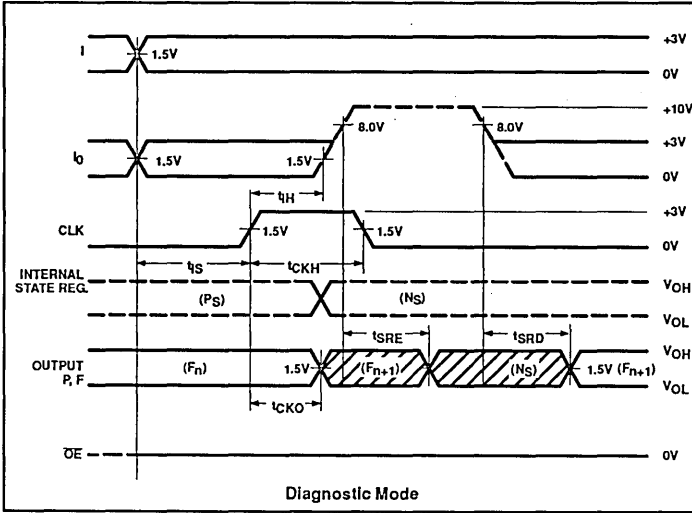 I
1.5V
+3V
0V
+10V
8.0V
8.0V
I0
1.5V
1.5V
+3V
0V
tIH
CLK
1.5V
1.5V
+3V
0V
tIS
tCKH
INTERNAL
STATE REG.
(PS)
(NS)
VOH
VOL
tSRE
tSRD
OUTPUT
P, F
(Fn)
1.5V
(Fn+1)
(NS)
1.5V (Fn+1)
VOH
VOL
tCKO
OE
0V
Diagnostic Mode